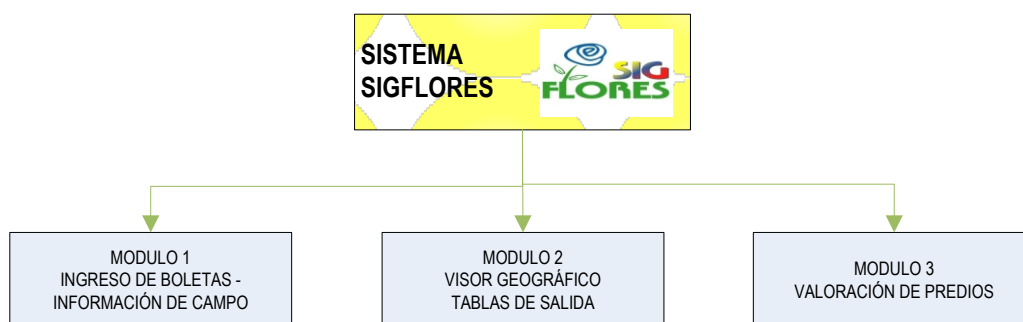 SISTEMA
SIGFLORES
SIG
FLORES
MODULO 1
INGRESO DE BOLETAS -
INFORMACIÓN DE CAMPO
MODULO 2
VISOR GEOGRÁFICO
TABLAS DE SALIDA
MODULO 3
VALORACIÓN DE PREDIOS